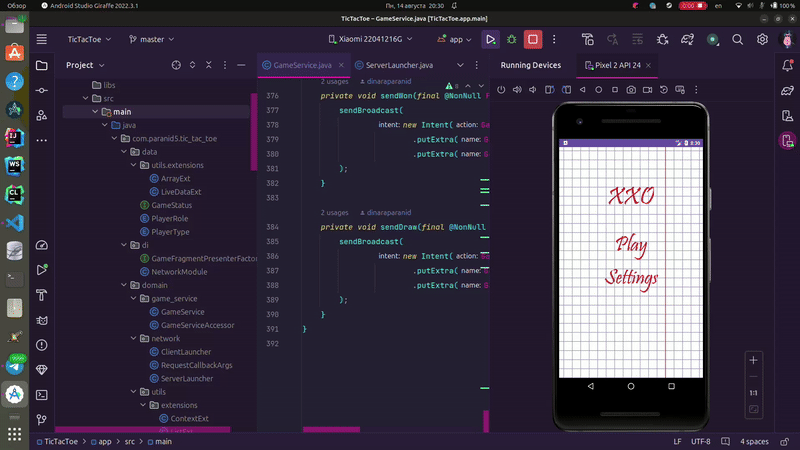 Обзор
Android Studio Giraffe 2022.3.1
Пн, 14 августа 20:30
100 %
TicTacToe – GameService.java [TicTacToe.app.main]
TicTacToe
master
Xiaomi 22041216G
app
Project
GameService.java
ServerLauncher.java
Running Devices
Pixel 2 API 24
libs
src
main
java
com.paranid5.tic_tac_toe
data
utils.extensions
ArrayExt
LiveDataExt
GameStatus
PlayerRole
PlayerType
di
GameFragmentPresenterFactor
NetworkModule
domain
game_service
GameService
GameServiceAccessor
network
ClientLauncher
RequestCallbackArgs
ServerLauncher
utils
extensions
ContextExt
2 usages dinaraparanid
8
376 private void sendWon(final @NonNull
377 sendBroadcast(
378 intent: new Intent( action:
379 .putExtra( name:
380 .putExtra( name:
381 );
382 }
383
2 usages dinaraparanid
384 private void sendDraw(final @NonNull
385 sendBroadcast(
386 intent: new Intent( action:
387 .putExtra( name:
388 .putExtra( name:
389 );
390 }
391 }
392
8:30
XXO
Play
Settings
1:1
TicTacToe
app
src
main
LF
UTF-8
4 spaces